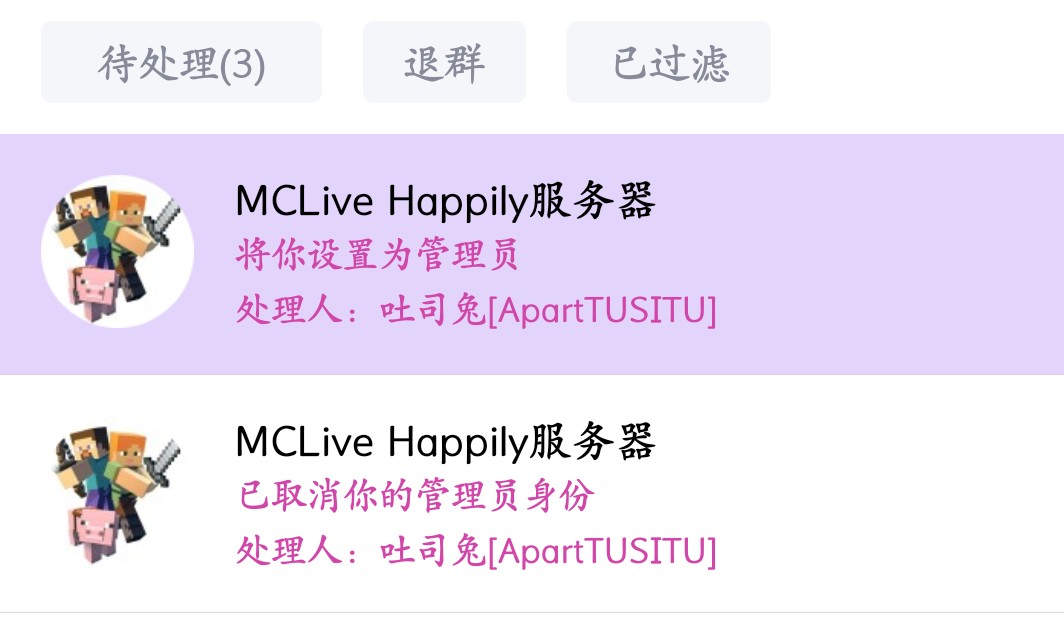 待处理(3) 退群 已过滤
MCLive Happily服务器
将你设置为管理员
处理人：吐司兔[ApartTUSITU]
MCLive Happily服务器
已取消你的管理员身份
处理人：吐司兔[ApartTUSITU]